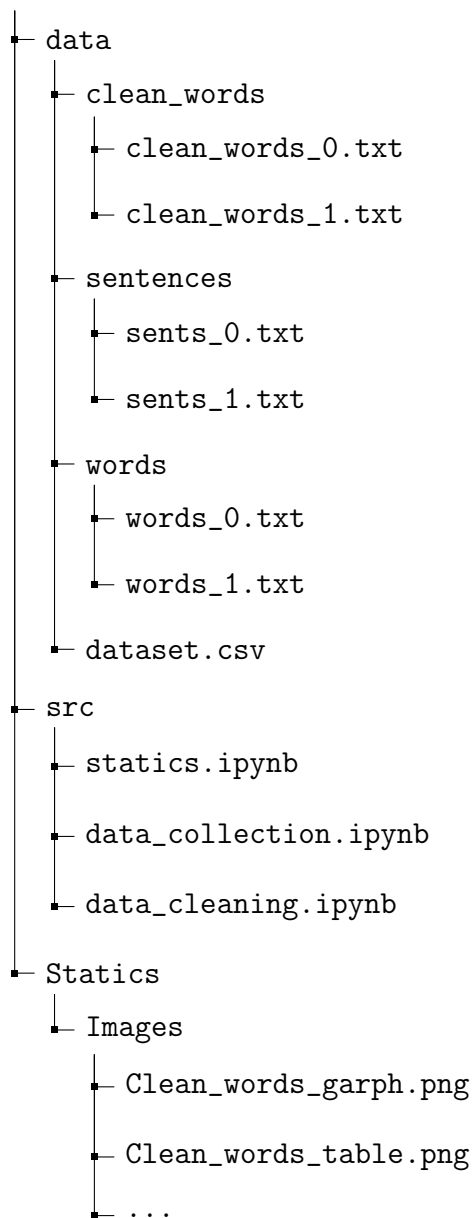 data
clean_words
clean_words_0.txt
clean_words_1.txt
sentences
sents_0.txt
sents_1.txt
words
words_0.txt
words_1.txt
dataset.csv
src
statics.ipynb
data_collection.ipynb
data_cleaning.ipynb
Statics
Images
Clean_words_garph.png
Clean_words_table.png
...